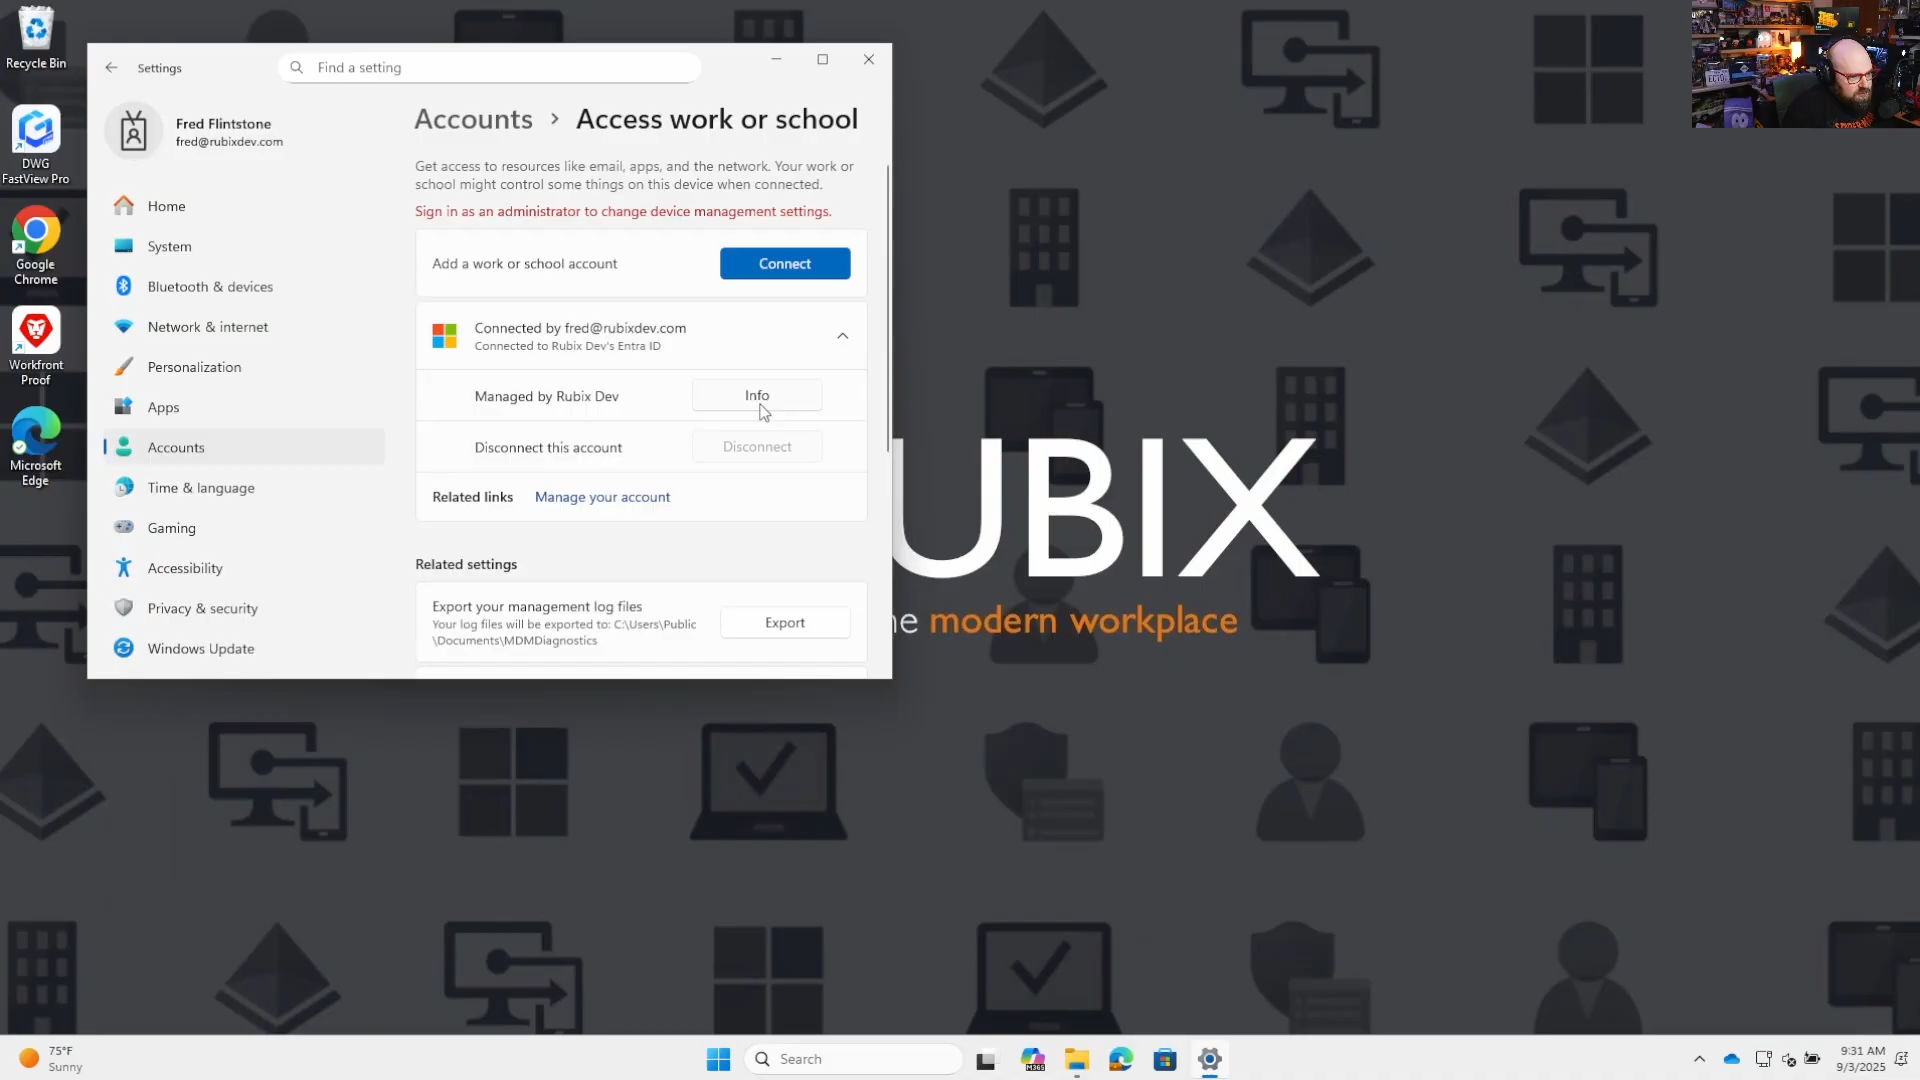 Recycle Bin
DWG
FastView Pro
Google
Chrome
Workfront
Proof
Microsoft
Edge
Settings
Find a setting
Fred Flintstone
fred@rubixdev.com
Home
System
Bluetooth & devices
Network & internet
Personalization
Apps
Accounts
Time & language
Gaming
Accessibility
Privacy & security
Windows Update
Accounts > Access work or school
Get access to resources like email, apps, and the network. Your work or
school might control some things on this device when connected.
Sign in as an administrator to change device management settings.
Add a work or school account
Connect
Connected by fred@rubixdev.com
Connected to Rubix Dev's Entra ID
Managed by Rubix Dev
Info
Disconnect this account
Disconnect
Related links Manage your account
Related settings
Export your management log files
Your log files will be exported to: C:\Users\Public
\Documents\MDMDiagnostics
Export
UBIX
he modern workplace
75°F
Sunny
Search
9:31 AM
9/3/2025